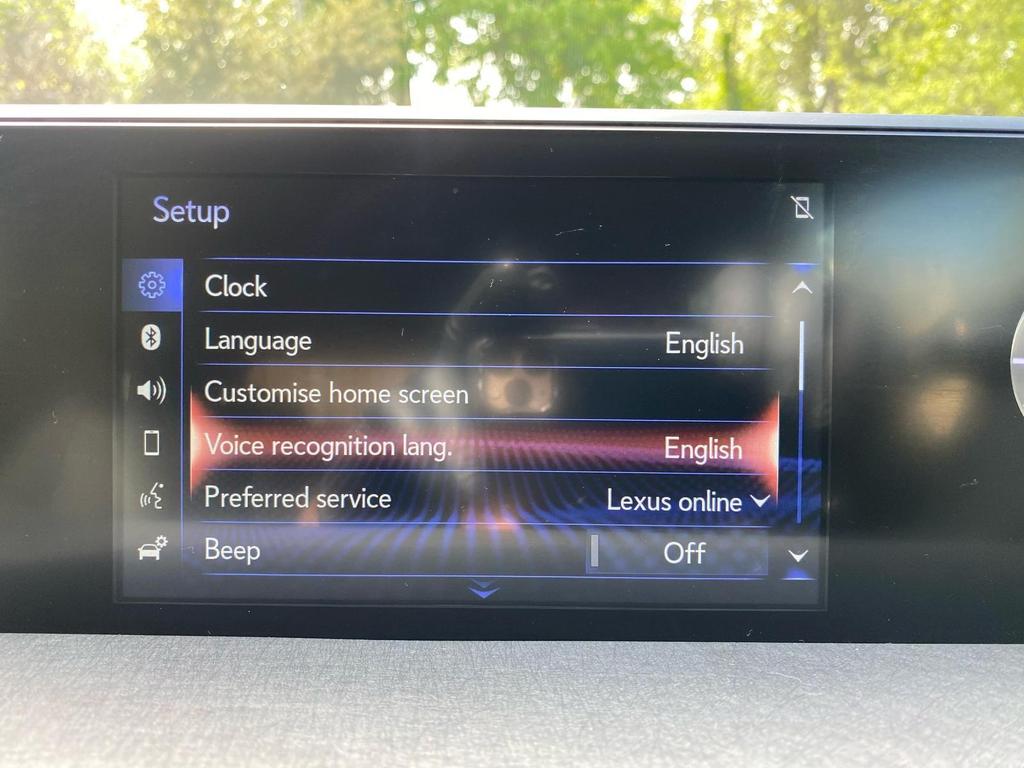 Setup
Clock
Language English
Customise home screen
Voice recognition lang. English
Preferred service Lexus online
Beep Off